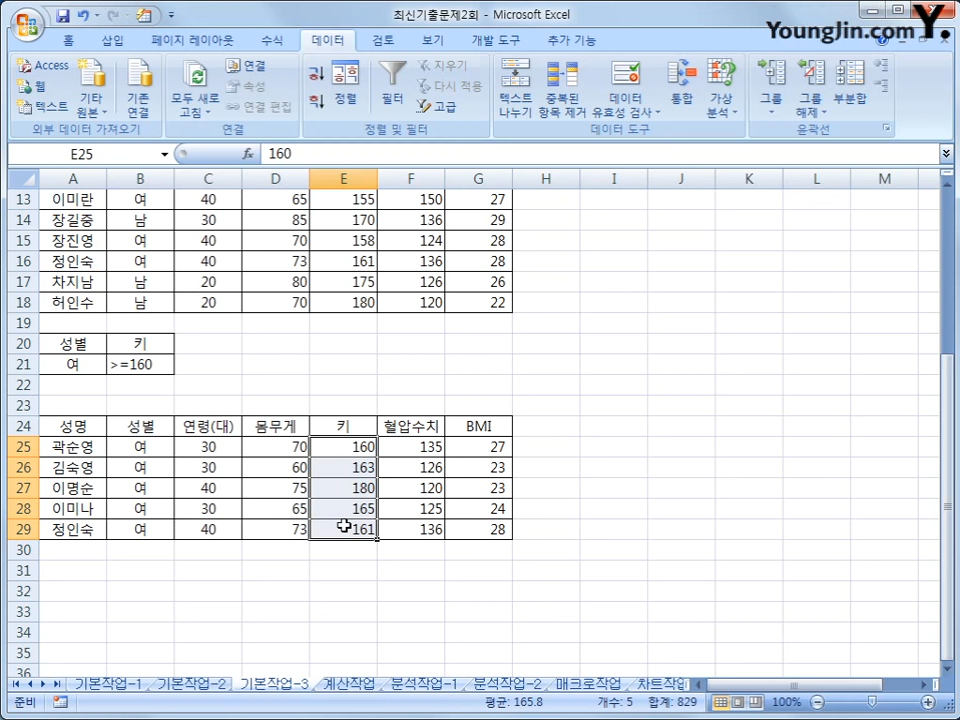 최신기출문제2회 - Microsoft Excel
YoungJin.com Y.
홈 삽입 페이지 레이아웃 수식 데이터 검토 보기 개발 도구 추가 기능
Access 웹 텍스트 기타 원본 기존 연결 모두 새로 고침 연결 속성 연결 편집 정렬 필터 지우기 다시 적용 고급 텍스트 나누기 중복된 항목 제거 데이터 유효성 검사 통합 가상 분석 그룹 그룹 해제 부분합
외부 데이터 가져오기 연결 정렬 및 필터 데이터 도구 윤곽선
E25 fx 160
A B C D E F G H I J K L M
13 이미란 여 40 65 155 150 27
14 장길중 남 30 85 170 136 29
15 장진영 여 40 70 158 124 28
16 정인숙 여 40 73 161 136 28
17 차지남 남 20 80 175 126 26
18 허인수 남 20 70 180 120 22
19
20 성별 키
21 여 >=160
22
23
24 성명 성별 연령(대) 몸무게 키 혈압수치 BMI
25 곽순영 여 30 70 160 135 27
26 김숙영 여 30 60 163 126 23
27 이명순 여 40 75 180 120 23
28 이미나 여 30 65 165 125 24
29 정인숙 여 40 73 161 136 28
30
31
32
33
34
35
36
기본작업-1 기본작업-2 기본작업-3 계산작업 분석작업-1 분석작업-2 매크로작업 차트작업
준비 평균: 165.8 개수: 5 합계: 829 100%